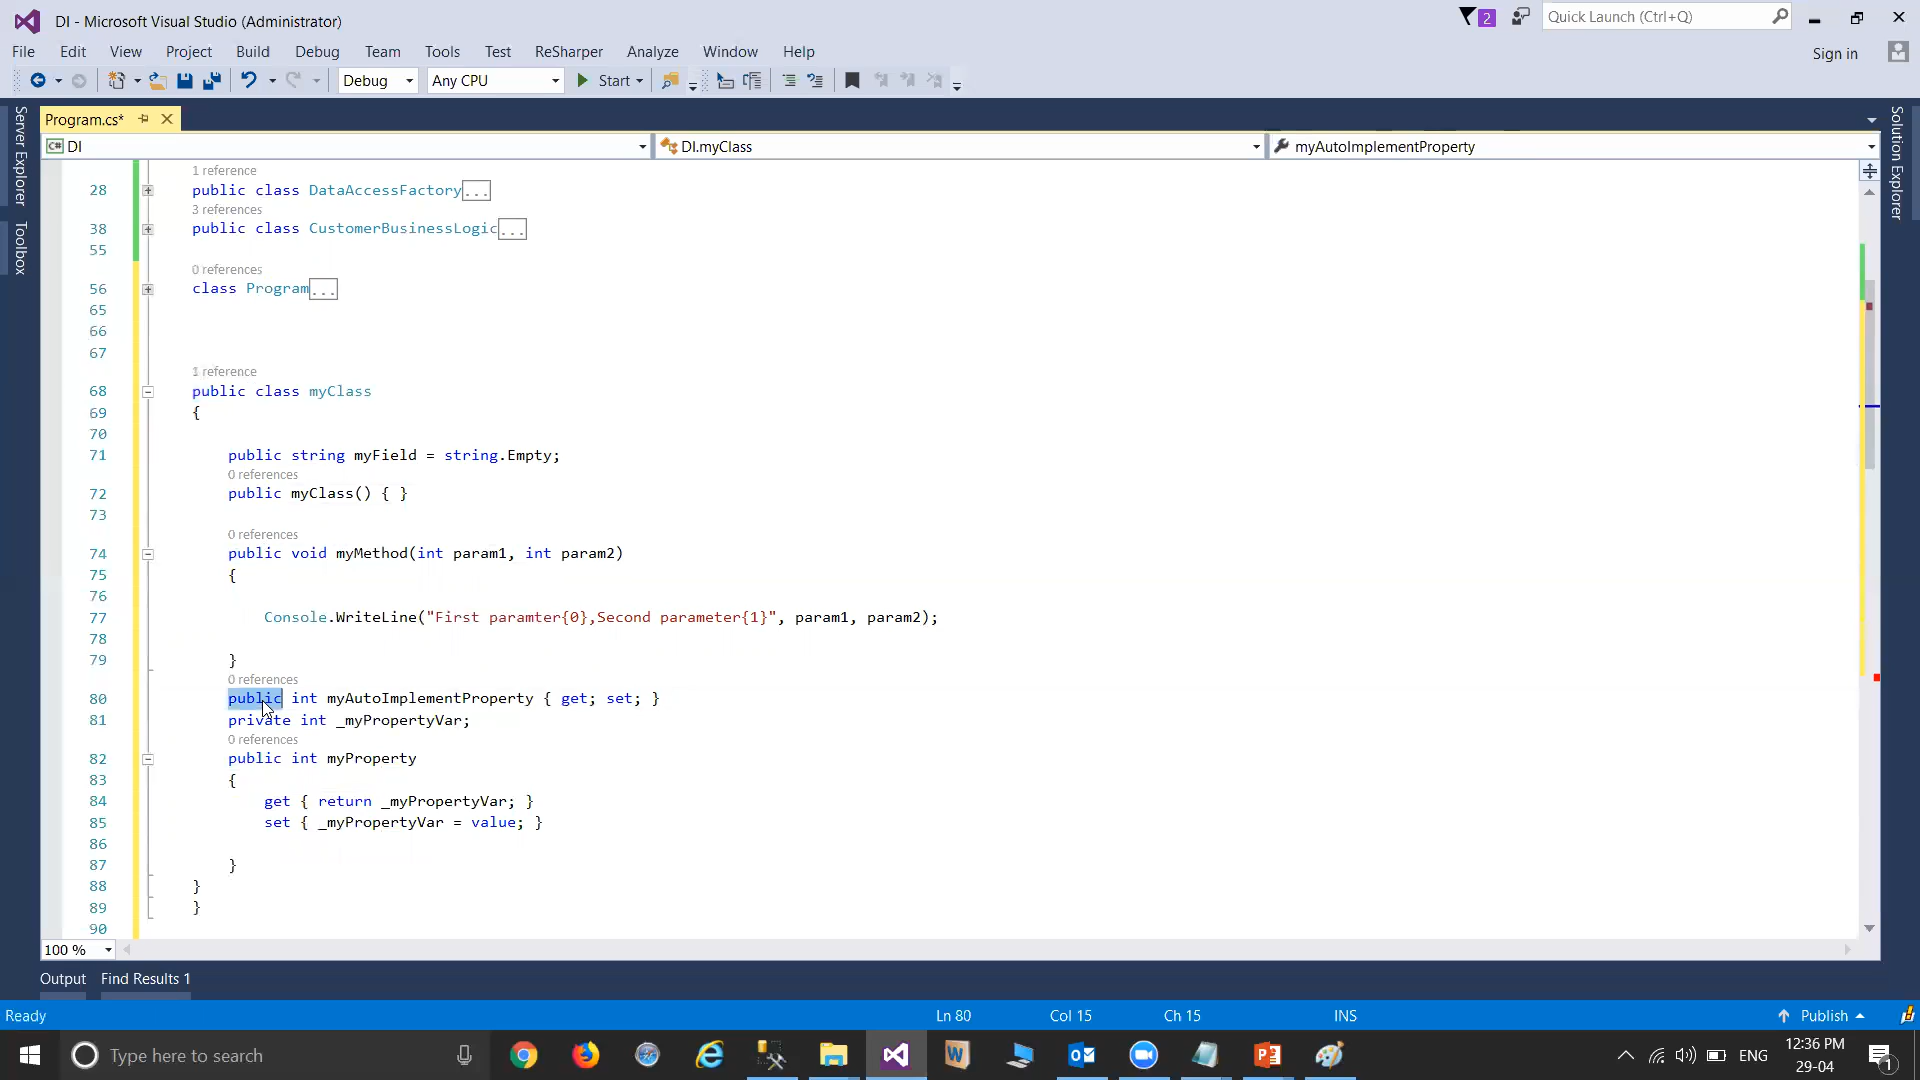 DI - Microsoft Visual Studio (Administrator)
2
Quick Launch (Ctrl+Q)
File Edit View Project Build Debug Team Tools Test ReSharper Analyze Window Help
Sign in
Debug Any CPU Start
Server Explorer
Toolbox
Solution Explorer
Program.cs*
C# DI DI.myClass myAutoImplementProperty
1 reference
28 public class DataAccessFactory...
3 references
38 public class CustomerBusinessLogic...
55
0 references
56 class Program...
65
66
67
1 reference
68 public class myClass
69 {
70
71 public string myField = string.Empty;
0 references
72 public myClass() { }
73
0 references
74 public void myMethod(int param1, int param2)
75 {
76
77 Console.WriteLine("First paramter{0},Second parameter{1}", param1, param2);
78
79 }
0 references
80 public int myAutoImplementProperty { get; set; }
81 private int _myPropertyVar;
0 references
82 public int myProperty
83 {
84 get { return _myPropertyVar; }
85 set { _myPropertyVar = value; }
86
87 }
88 }
89 }
90
100 %
Output Find Results 1
Ready Ln 80 Col 15 Ch 15 INS Publish
Type here to search
ENG
12:36 PM
29-04
1